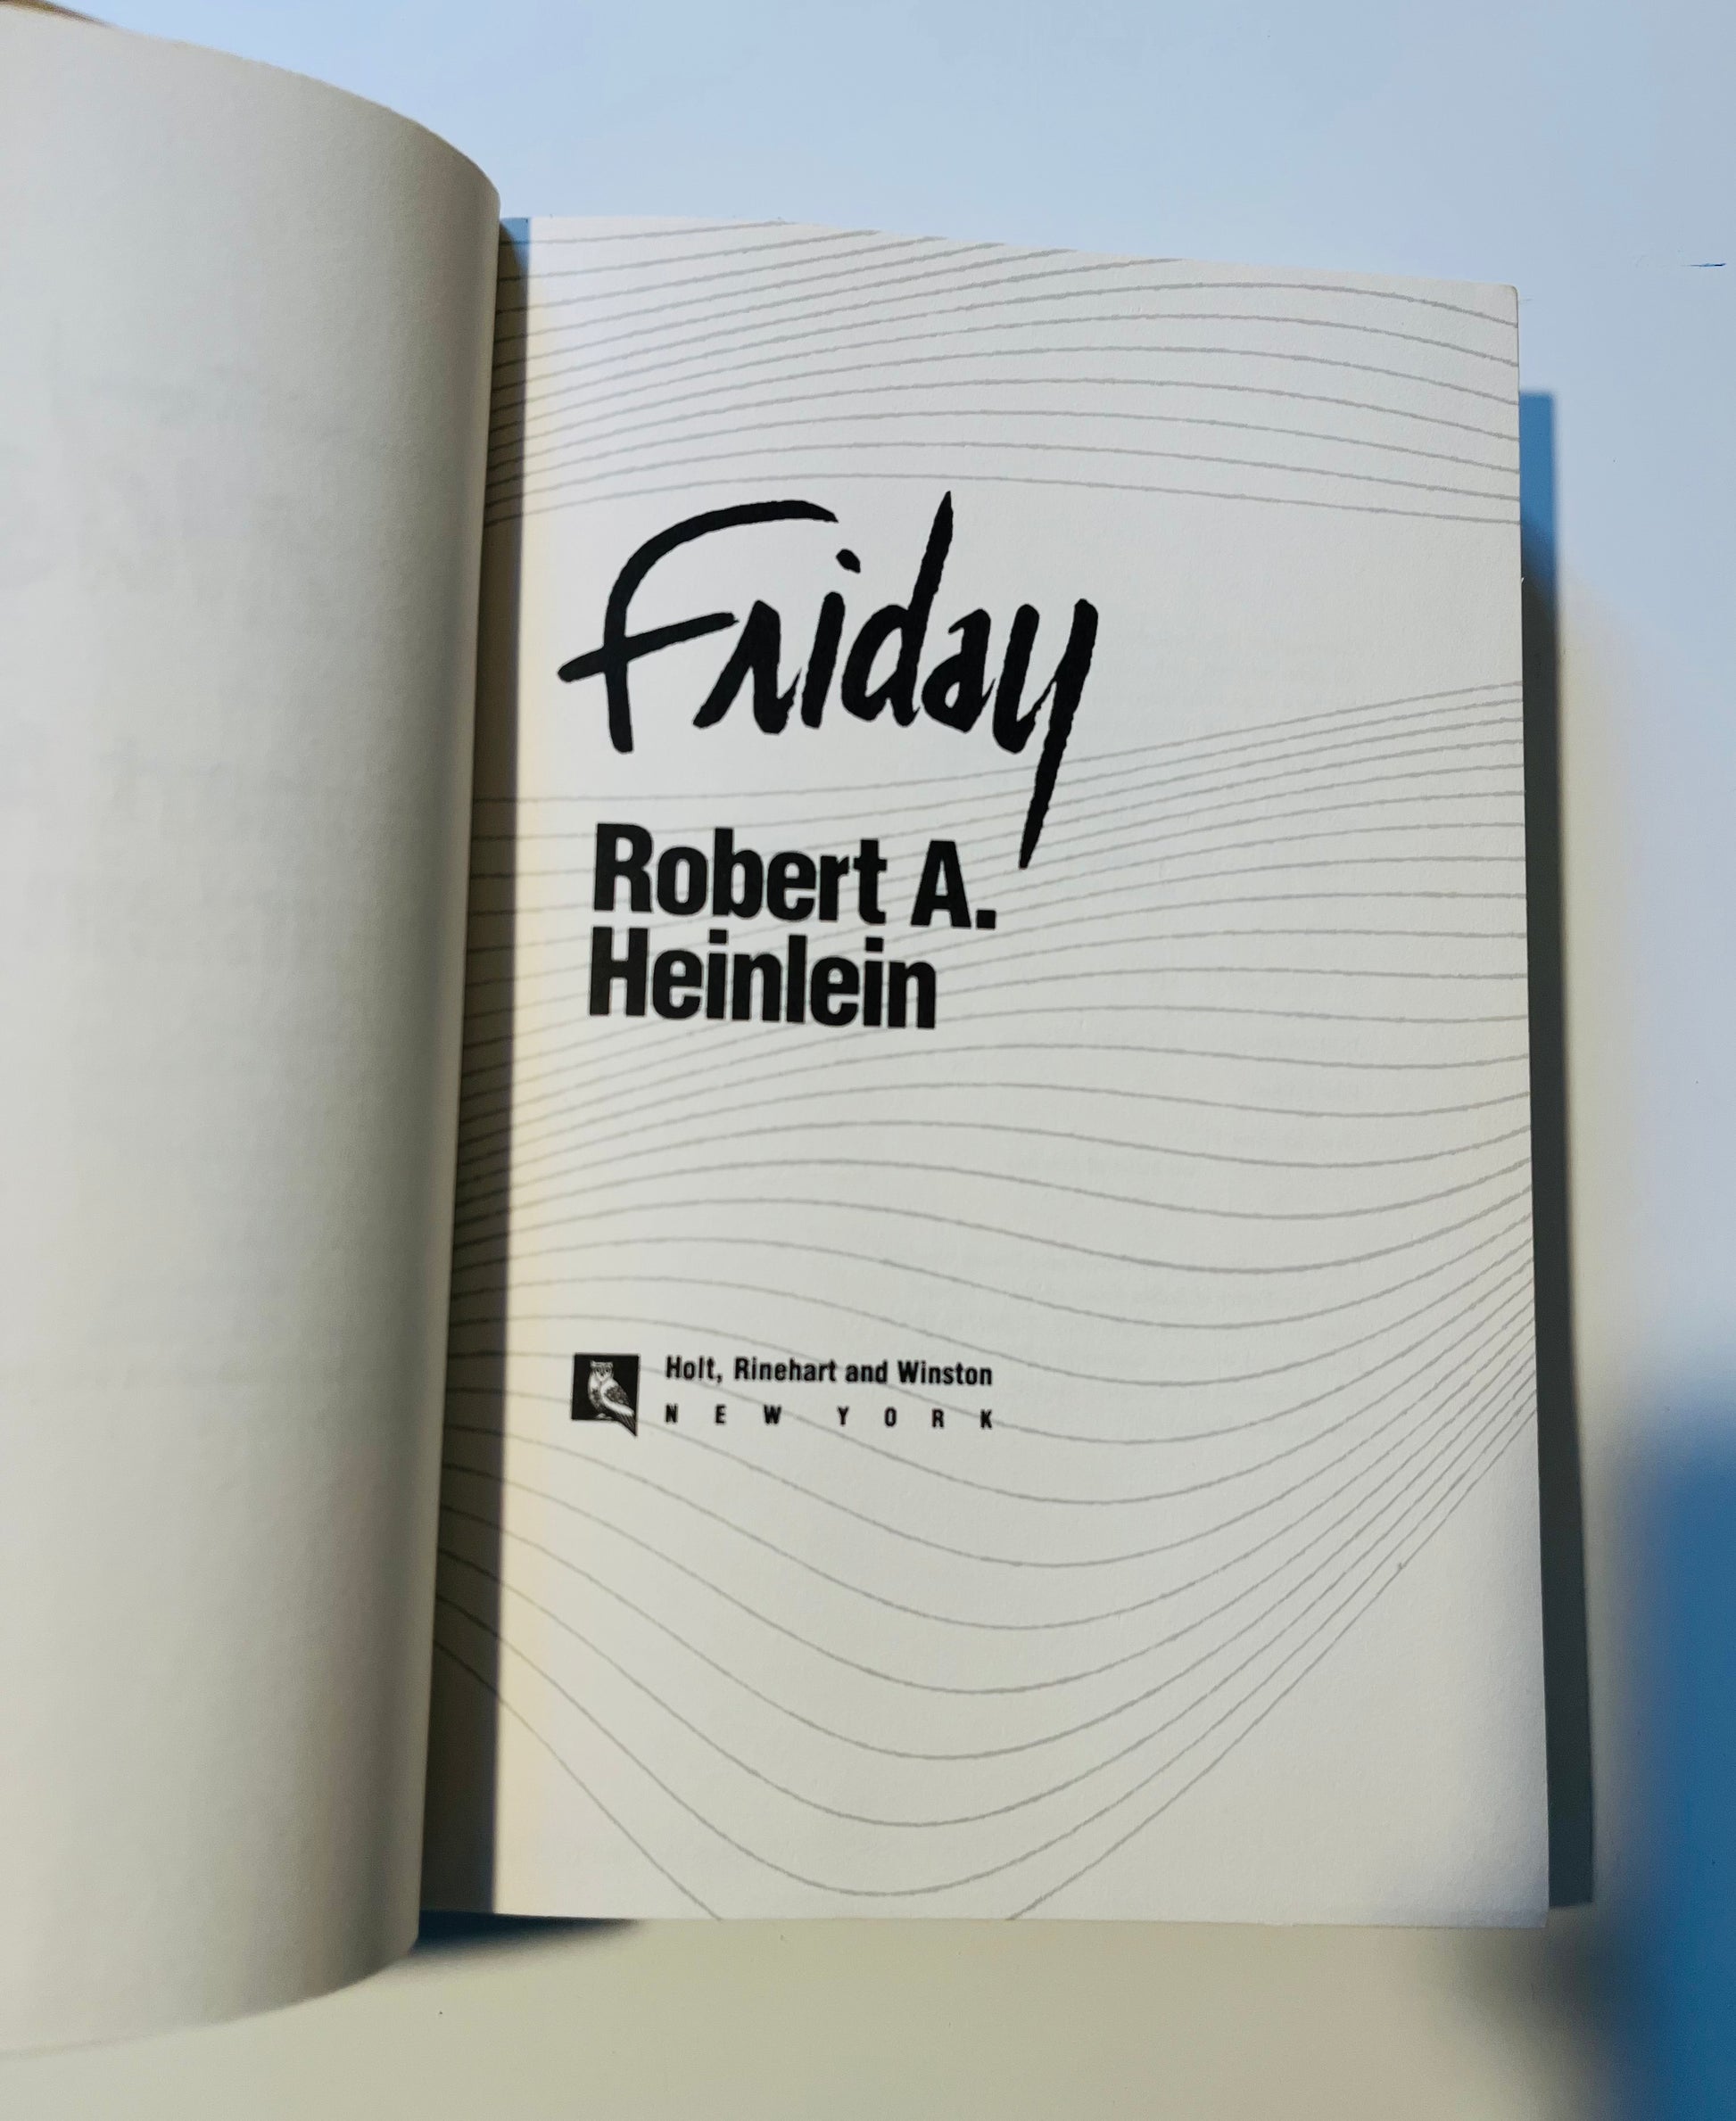 Friday
Robert A.
Heinlein
Holt, Rinehart and Winston
NEW YORK